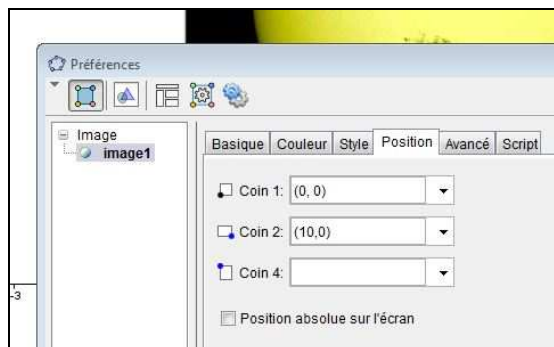 Préférences
Image
image1
Basique Couleur Style Position Avancé Script
Coin 1: (0, 0)
Coin 2: (10,0)
Coin 4:
Position absolue sur l'écran
-3